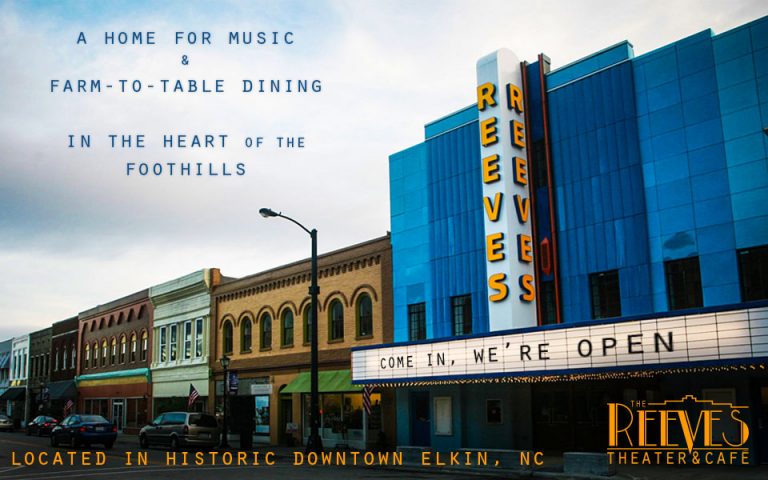 A HOME FOR MUSIC
&
FARM-TO-TABLE DINING
IN THE HEART OF THE
FOOTHILLS
REEVES
REEVES
COME IN, WE'RE OPEN
THE
REEVES
THEATER&CAFE
LOCATED IN HISTORIC DOWNTOWN ELKIN, NC